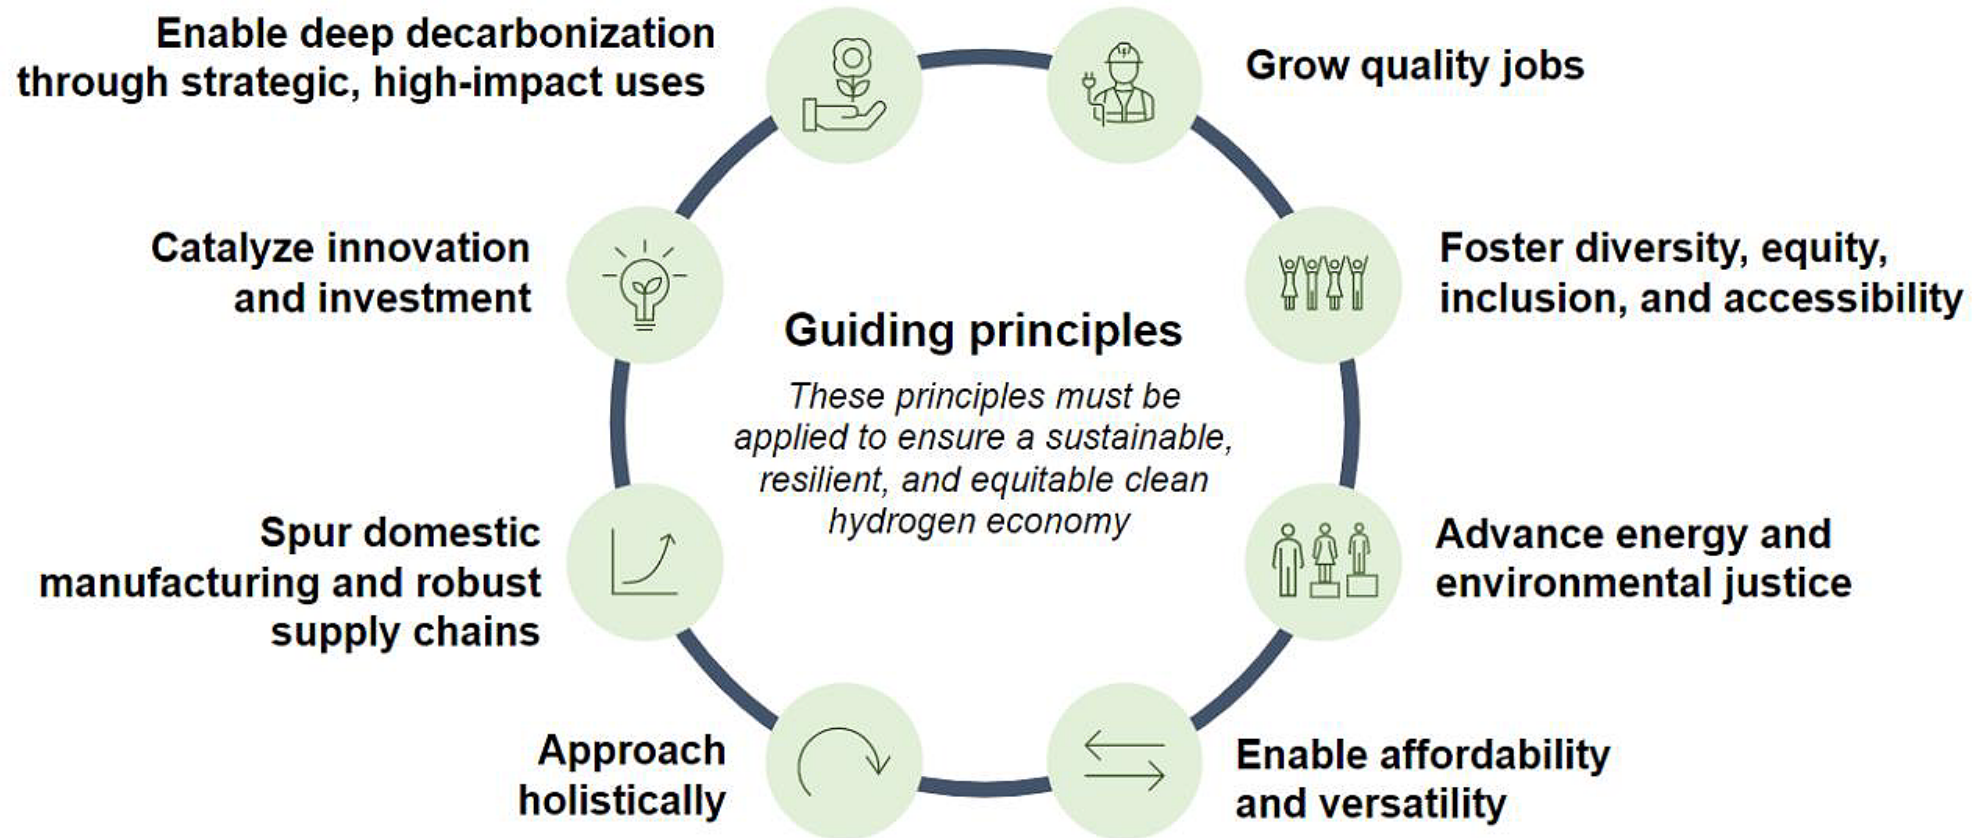 Enable deep decarbonization
through strategic, high-impact uses
Grow quality jobs
Catalyze innovation
and investment
Foster diversity, equity,
inclusion, and accessibility
Guiding principles
These principles must be
applied to ensure a sustainable,
resilient, and equitable clean
hydrogen economy
Spur domestic
manufacturing and robust
supply chains
Advance energy and
environmental justice
Approach
holistically
Enable affordability
and versatility